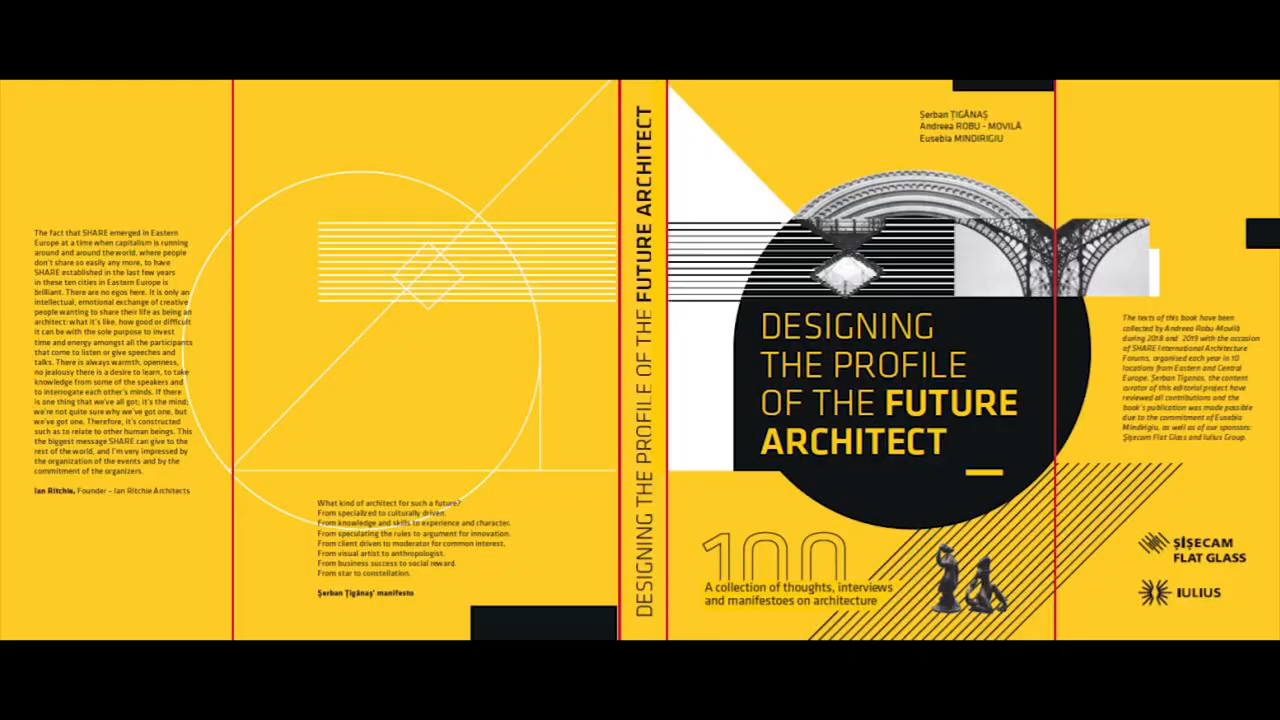 The fact that SHARE emerged in Eastern
Europe at a time when capitalism is running
around and around the world, where people
don't share so easily any more, to have
SHARE established in the last few years
in these ten cities in Eastern Europe is
brilliant. There are no egos here. It is only an
intellectual, emotional exchange of creative
people wanting to share their life as being an
architect: what it's like, how good or difficult
it can be with the sole purpose to invest
time and energy amongst all the participants
that come to listen or give speeches and
talks. There is always warmth, openness,
no jealousy there is a desire to learn, to take
knowledge from some of the speakers and
to interrogate each other's minds. If there
is one thing that we've all got; it's the mind;
we're not quite sure why we've got one, but
we've got one. Therefore, it's constructed
such as to relate to other human beings. This
the biggest message SHARE can give to the
rest of the world, and I'm very impressed by
the organization of the events and by the
commitment of the organizers.
Ian Ritchie, Founder – Ian Ritchie Architects
What kind of architect for such a future?
From specialized to culturally driven.
From knowledge and skills to experience and character.
From speculating the rules to argument for innovation.
From client driven to moderator for common interest.
From visual artist to anthropologist.
From business success to social reward.
From star to constellation.
Şerban Ţigănaş' manifesto
DESIGNING THE PROFILE OF THE FUTURE ARCHITECT
Şerban ŢIGĂNAŞ
Andreea ROBU - MOVILĂ
Eusebia MINDIRIGIU
DESIGNING
THE PROFILE
OF THE FUTURE
ARCHITECT
100
A collection of thoughts, interviews
and manifestoes on architecture
The texts of this book have been
collected by Andreea Robu-Movilă
during 2018 and 2019 with the occasion
of SHARE International Architecture
Forums, organised each year in 10
locations from Eastern and Central
Europe. Şerban Tiganas, the content
curator of this editorial project have
reviewed all contributions and the
book's publication was made possible
due to the commitment of Eusebio
Mindirigiu, as well as of our sponsors:
Şişecam Flat Glass and Iulius Group.
ŞİŞECAM
FLAT GLASS
IULIUS